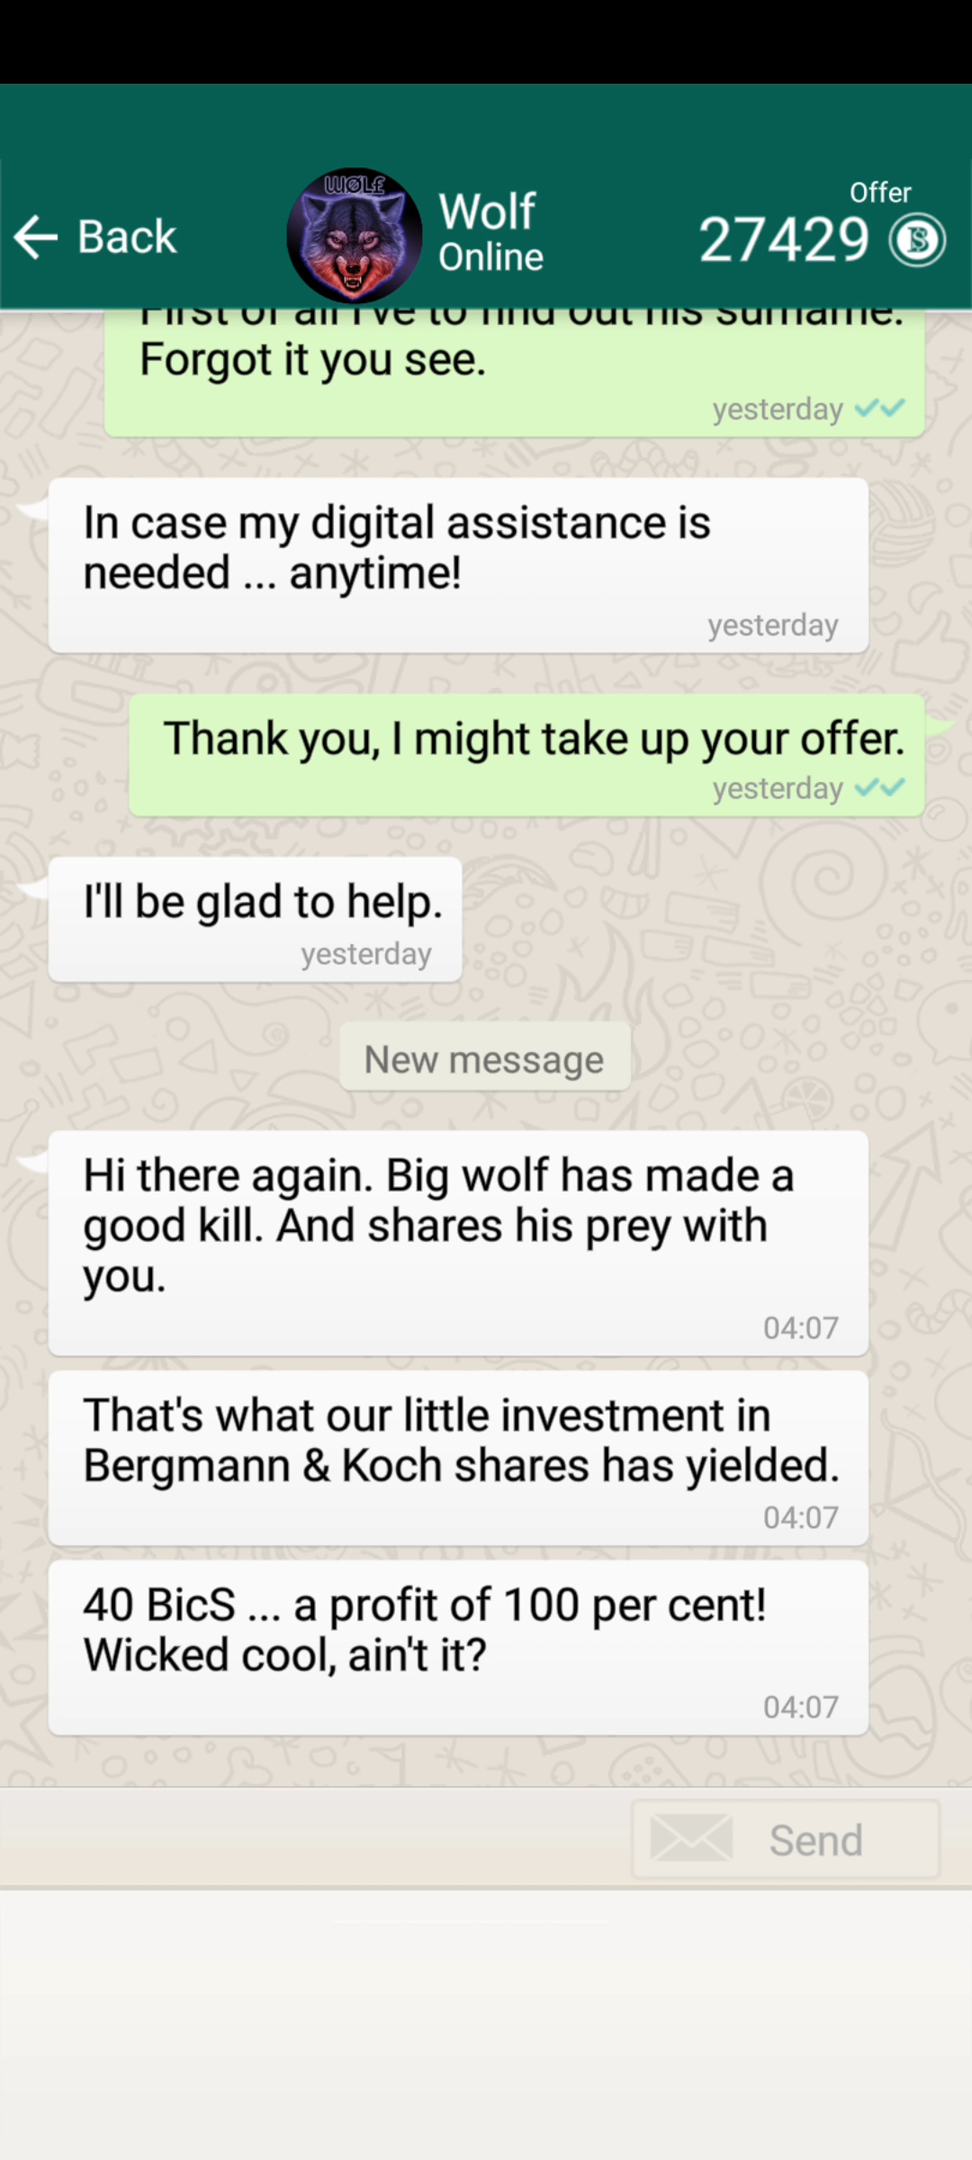 Offer
Back
WØLF
Wolf
Online
27429
First of all I've to find out his surname.
Forgot it you see.
yesterday
In case my digital assistance is
needed ... anytime!
yesterday
Thank you, I might take up your offer.
yesterday
I'll be glad to help.
yesterday
New message
Hi there again. Big wolf has made a
good kill. And shares his prey with
you.
04:07
That's what our little investment in
Bergmann & Koch shares has yielded.
04:07
40 BicS ... a profit of 100 per cent!
Wicked cool, ain't it?
04:07
Send